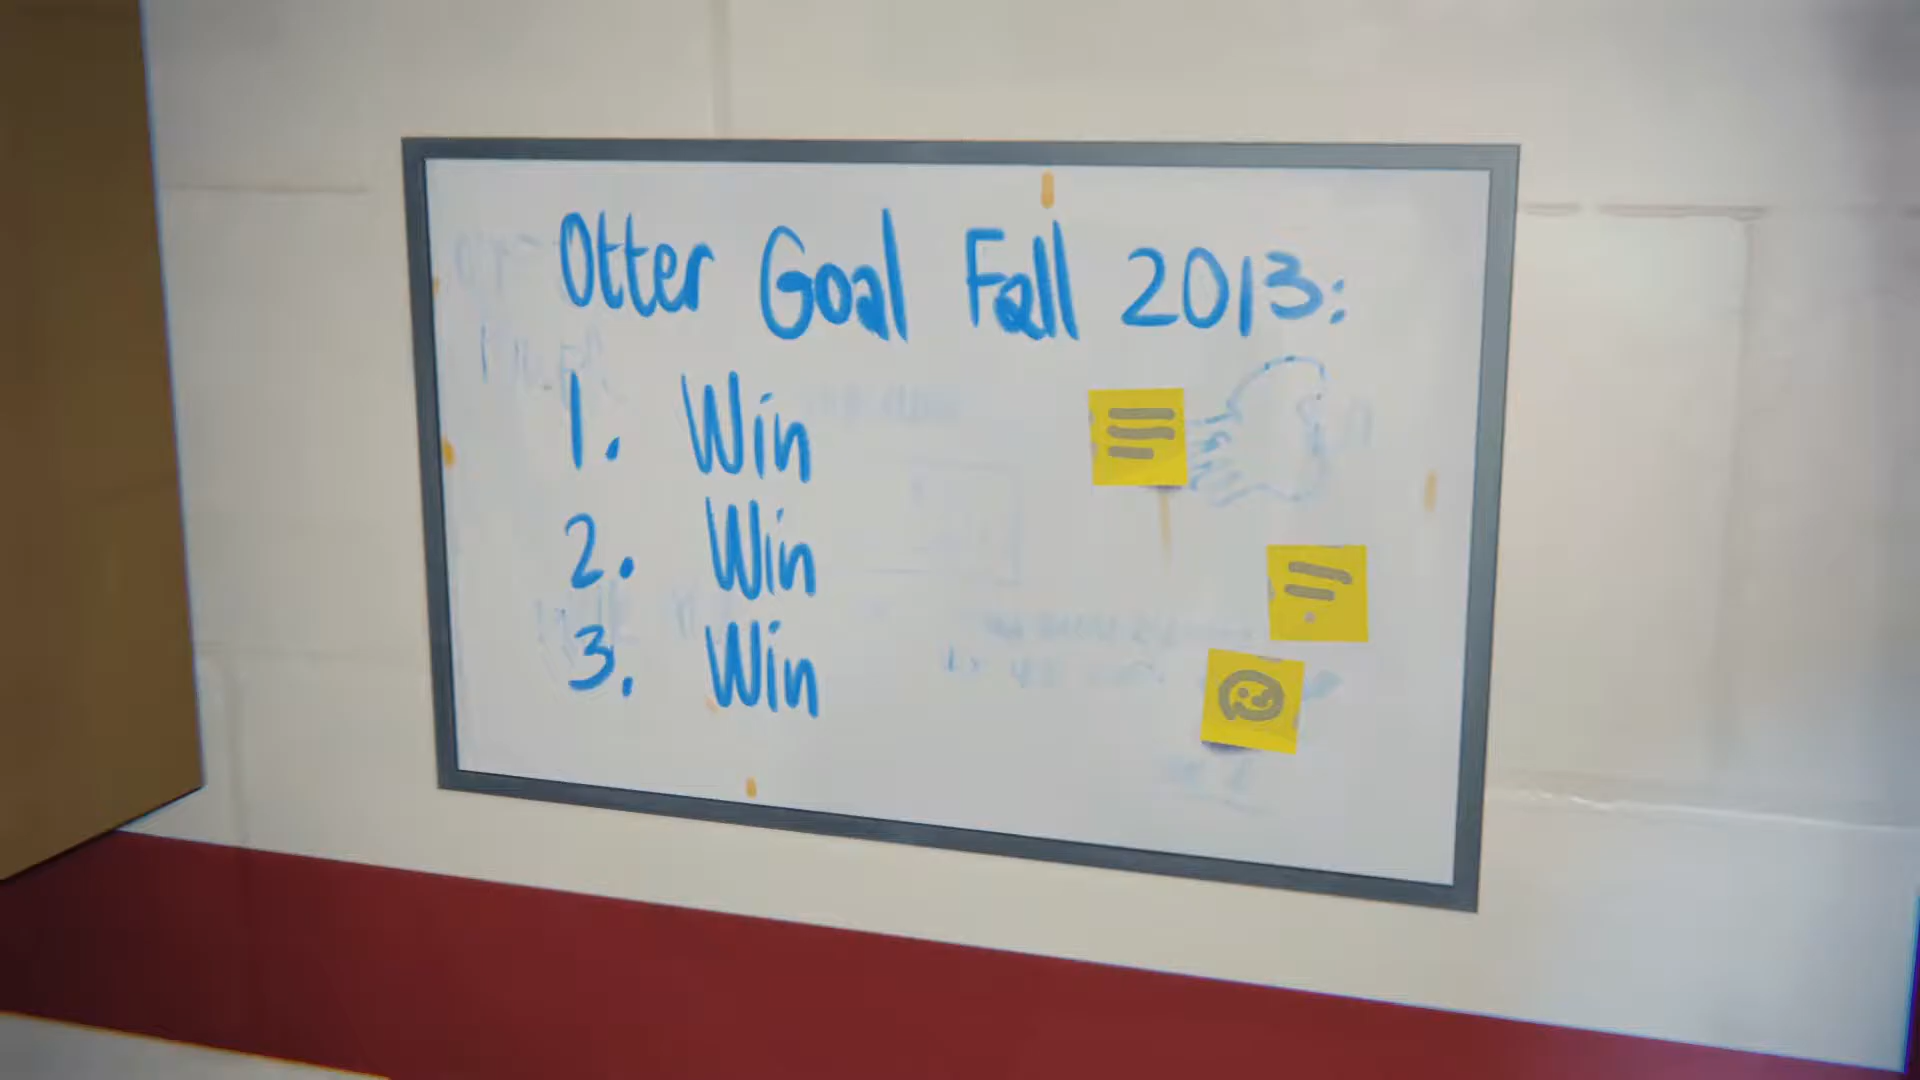 Otter Goal Fall 2013:
1. Win
2. Win
3. Win